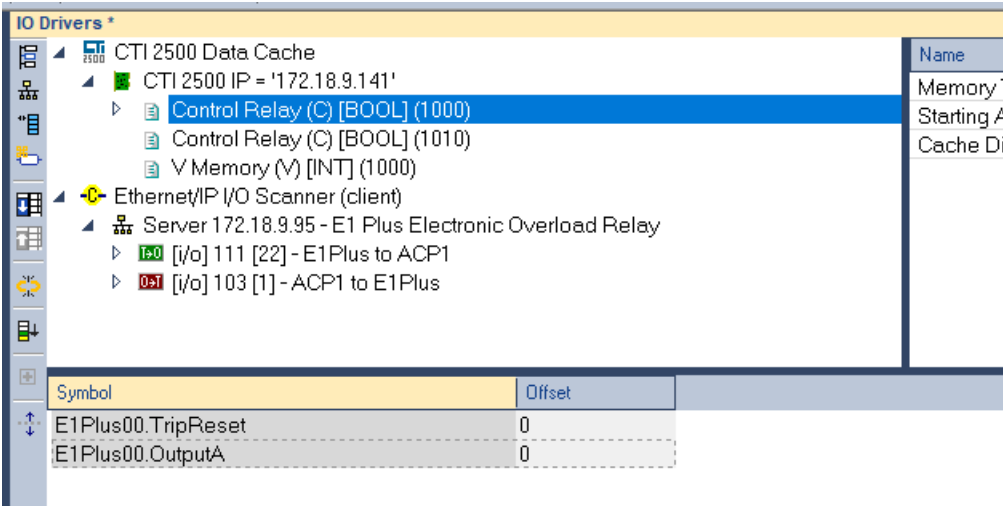 IO Drivers *
CTI 2500 Data Cache
CTI 2500 IP = '172.18.9.141'
Control Relay (C) [BOOL] (1000)
Control Relay (C) [BOOL] (1010)
V Memory (V) [INT] (1000)
Ethernet/IP I/O Scanner (client)
Server 172.18.9.95 - E1 Plus Electronic Overload Relay
T>O [i/o] 111 [22] - E1Plus to ACP1
O>T [i/o] 103 [1] - ACP1 to E1Plus
Name
Memory
Starting
Cache
Symbol Offset
E1Plus00.TripReset 0
E1Plus00.OutputA 0